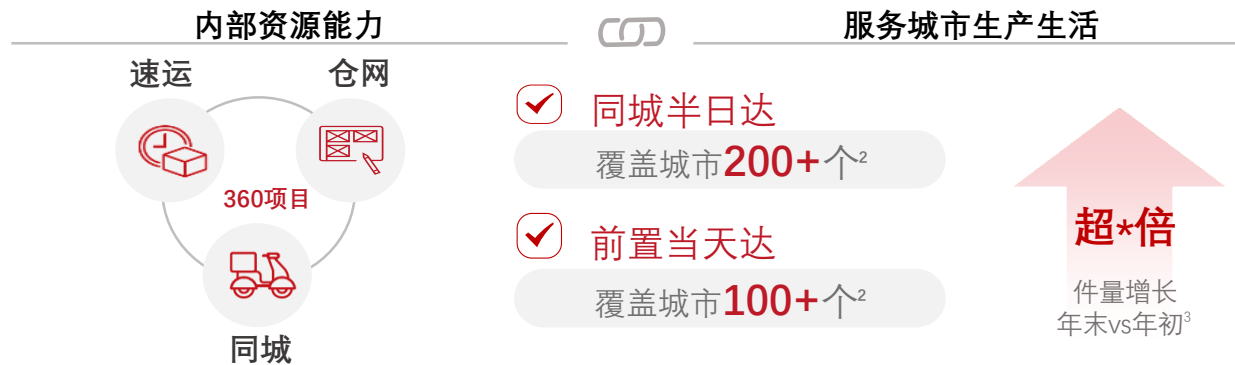 内部资源能力
服务城市生产生活
速运
仓网
360项目
同城
同城半日达
覆盖城市200+个²
前置当天达
覆盖城市100+个²
超*倍
件量增长
年末vs年初³